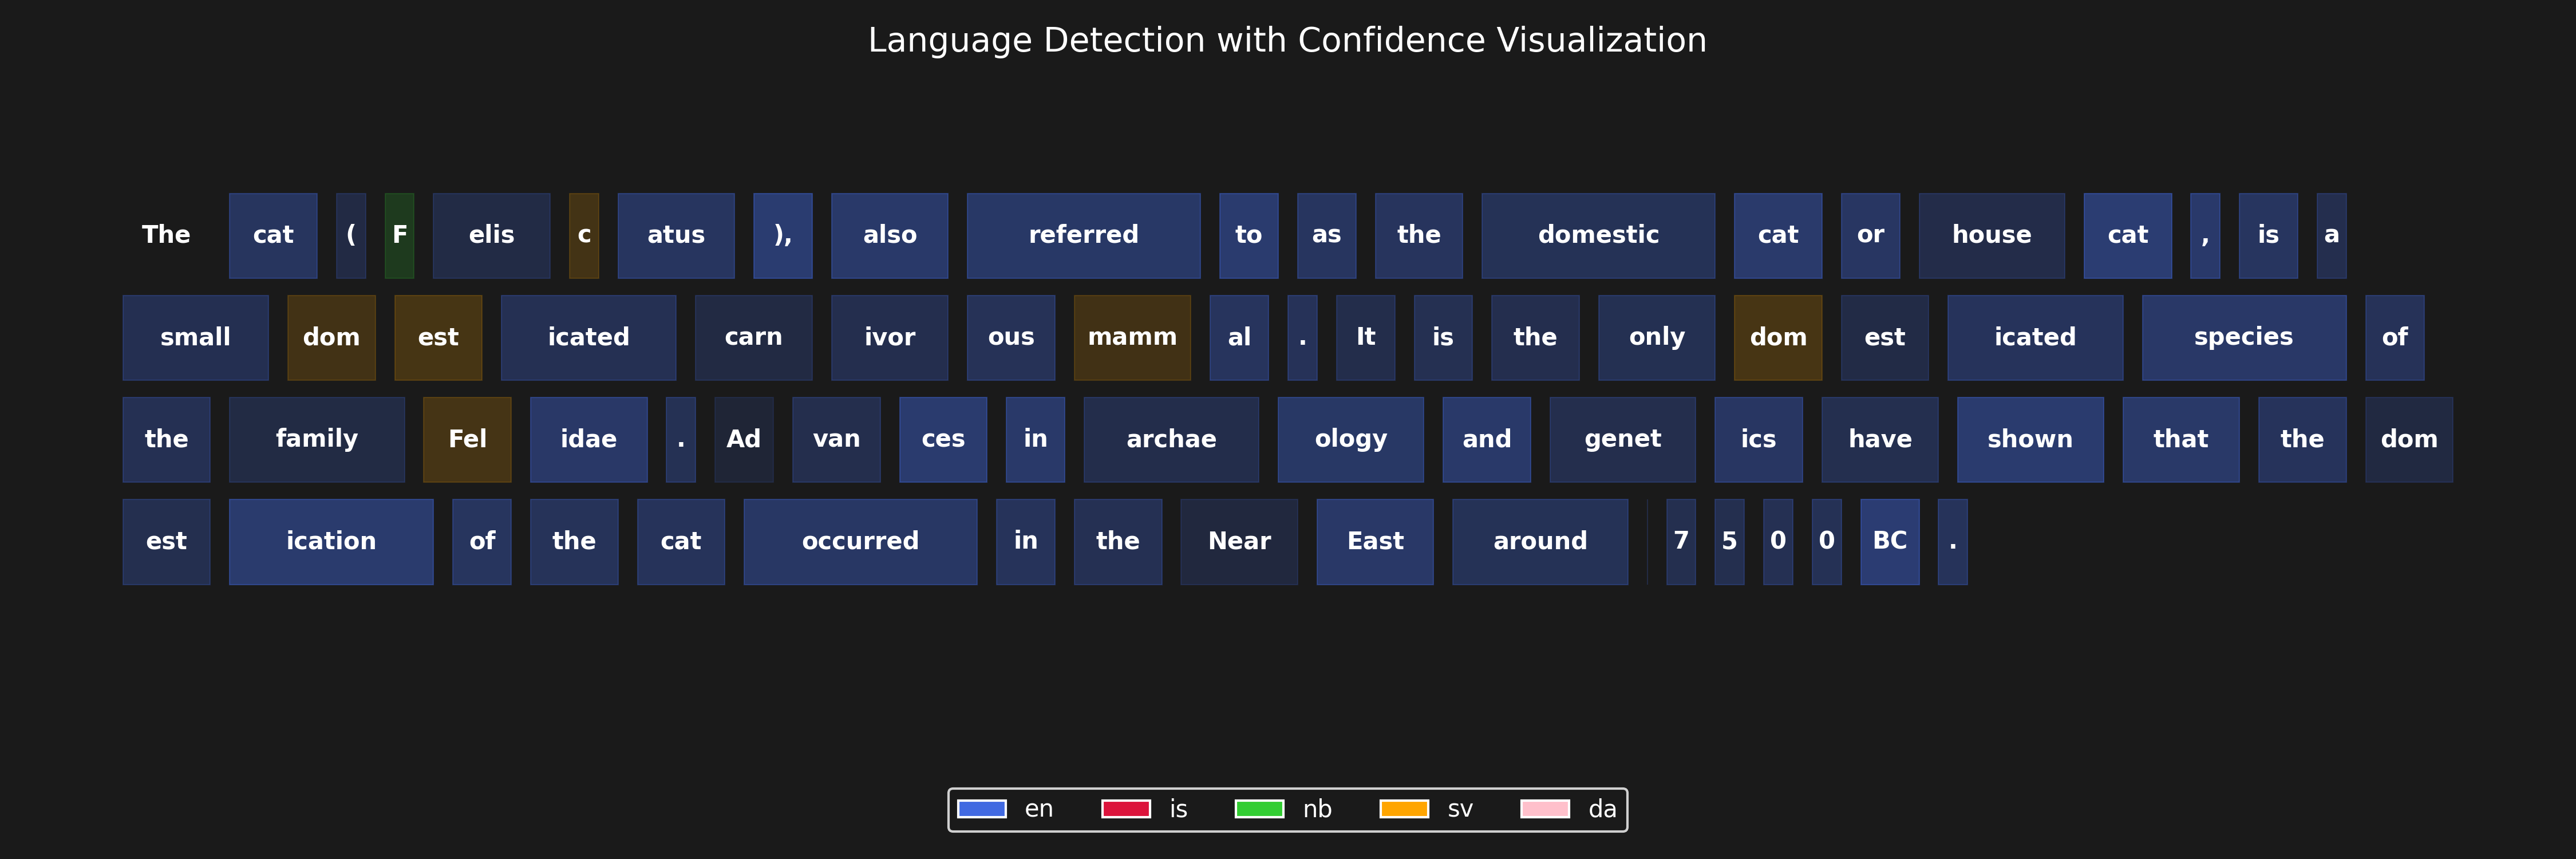 Language Detection with Confidence Visualization
The cat ( F elis c atus ), also referred to as the domestic cat or house cat , is a
small dom est icated carn ivor ous mamm al . It is the only dom est icated species of
the family Fel idae . Ad van ces in archae ology and genet ics have shown that the dom
est ication of the cat occurred in the Near East around 7 5 0 0 BC .
en is nb sv da